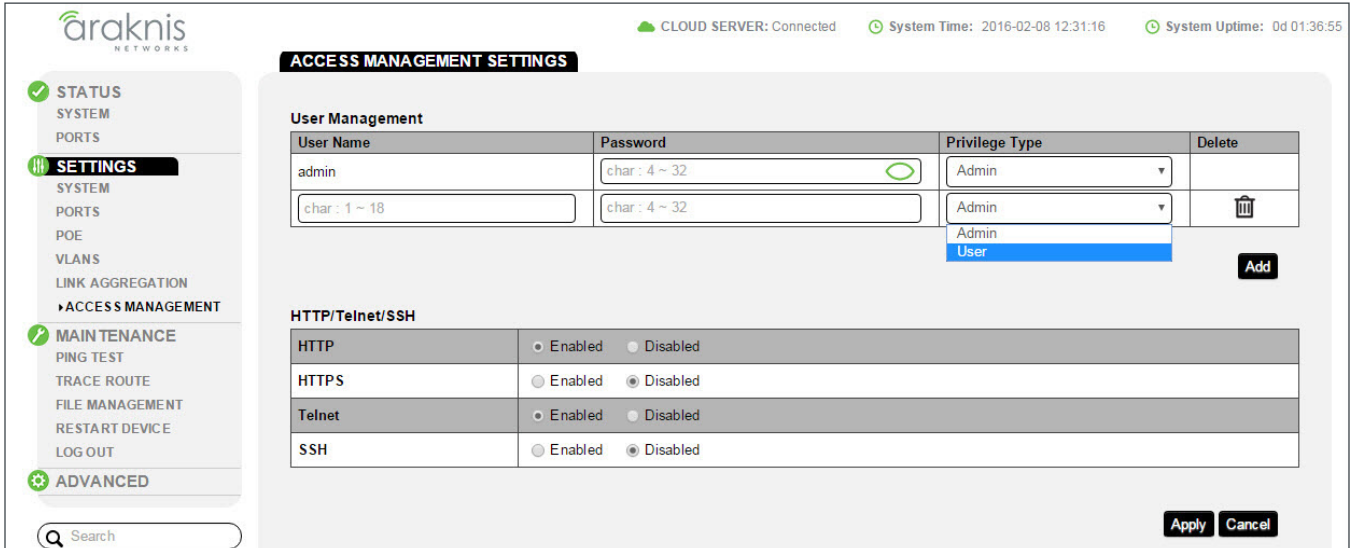 araknis
NETWORKS
CLOUD SERVER: Connected
System Time: 2016-02-08 12:31:16
System Uptime: 0d 01:36:55
STATUS
SYSTEM
PORTS
SETTINGS
SYSTEM
PORTS
POE
VLANS
LINK AGGREGATION
ACCESS MANAGEMENT
MAINTENANCE
PING TEST
TRACE ROUTE
FILE MANAGEMENT
RESTART DEVICE
LOG OUT
ADVANCED
Search
ACCESS MANAGEMENT SETTINGS
User Management
User Name Password Privilege Type Delete
admin char : 4 ~ 32 Admin
char : 1 ~ 18 char : 4 ~ 32 Admin
Admin
User
Add
HTTP/Telnet/SSH
HTTP Enabled Disabled
HTTPS Enabled Disabled
Telnet Enabled Disabled
SSH Enabled Disabled
Apply Cancel